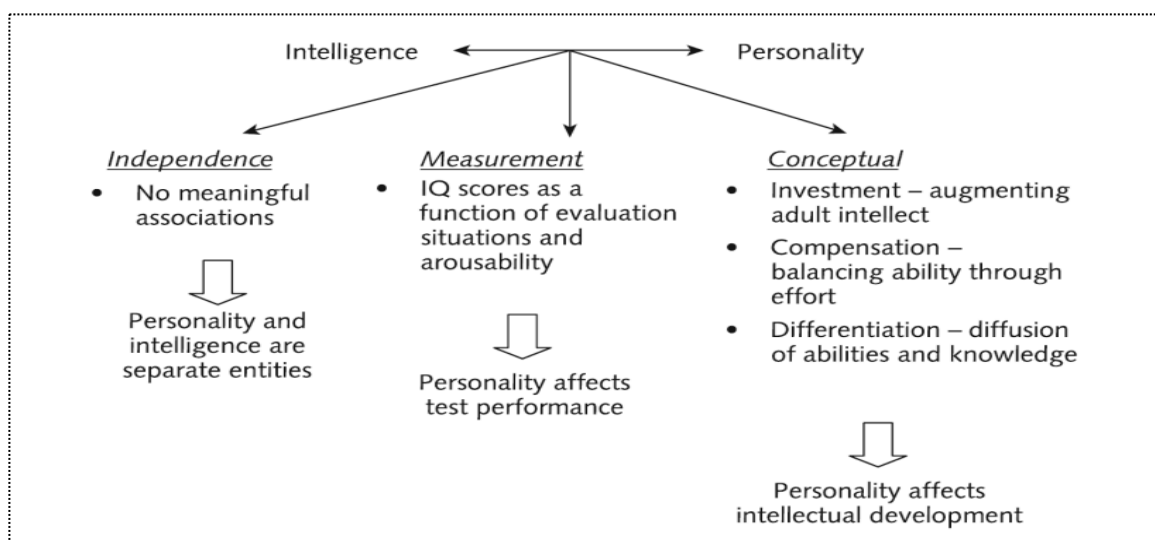 Intelligence
Personality
Independence
• No meaningful
associations
Personality and
intelligence are
separate entities
Measurement
• IQ scores as a
function of evaluation
situations and
arousability
Personality affects
test performance
Conceptual
• Investment – augmenting
adult intellect
• Compensation –
balancing ability through
effort
• Differentiation – diffusion
of abilities and knowledge
Personality affects
intellectual development